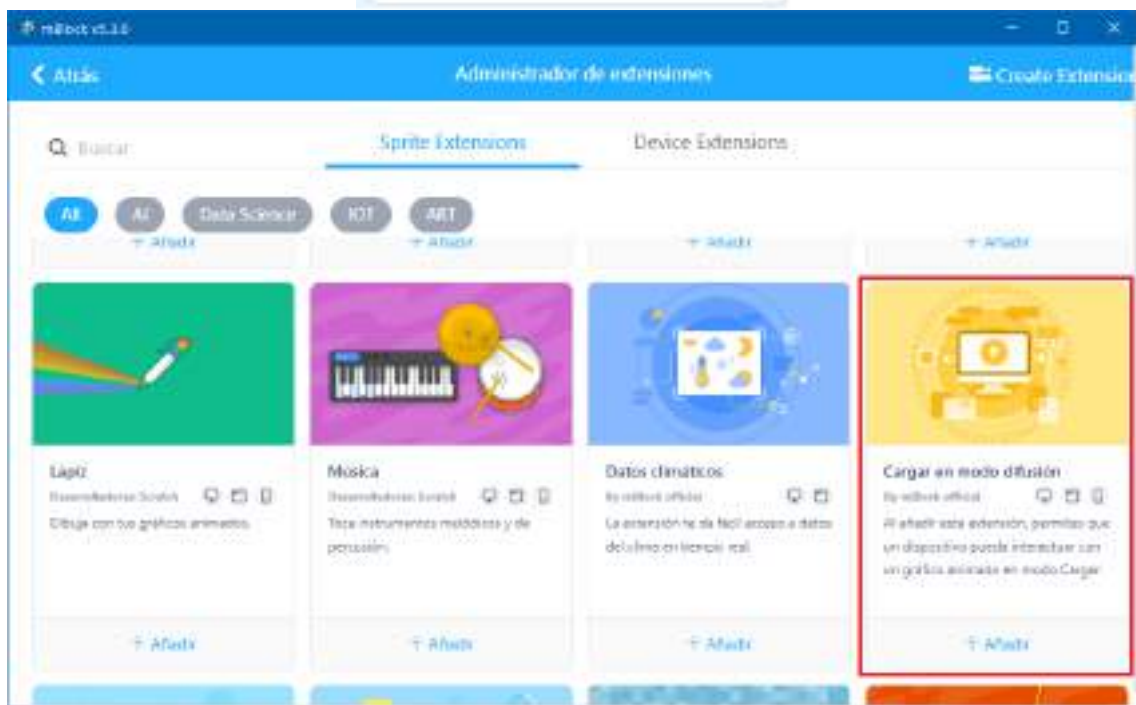 mBlock v5.3.0
Atrás
Administrador de extensiones
Create Extension
Buscar
Sprite Extensions
Device Extensions
All
AI
Data Science
IOT
ART
+ Añadir
+ Añadir
+ Añadir
+ Añadir
Lápiz
Desarrolladores Scratch
Dibuja con tus gráficos animados.
Música
Desarrolladores Scratch
Toca instrumentos melódicos y de
percusión.
Datos climáticos
By mBlock official
La extensión te da fácil acceso a datos
del clima en tiempo real.
Cargar en modo difusión
By mBlock official
Al añadir esta extensión, permites que
un dispositivo pueda interactuar con
un gráfico animado en modo Cargar
+ Añadir
+ Añadir
+ Añadir
+ Añadir